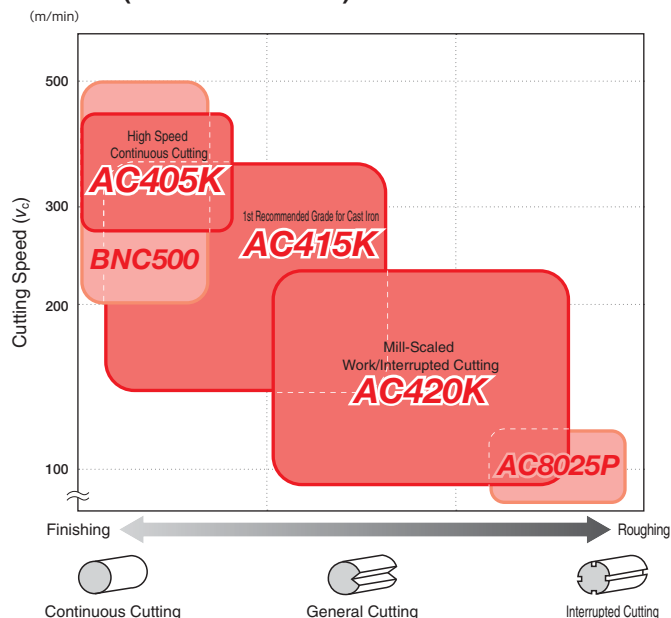 (m/min)
500
300
200
100
Cutting Speed (vc)
High Speed
Continuous Cutting
AC405K
BNC500
1st Recommended Grade for Cast Iron
AC415K
Mill-Scaled
Work/Interrupted Cutting
AC420K
AC8025P
Finishing
Roughing
Continuous Cutting
General Cutting
Interrupted Cutting